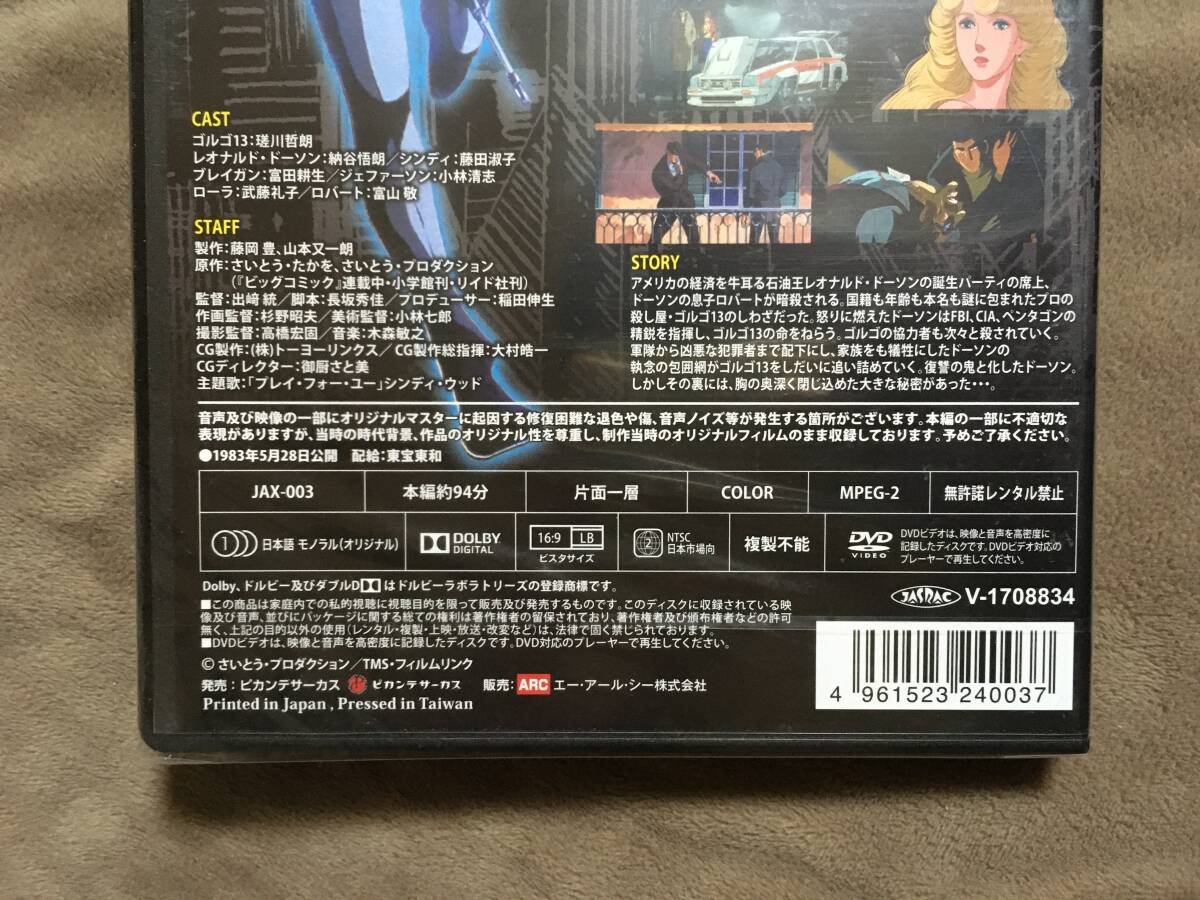 CAST
ゴルゴ13：瑳川哲朗
レオナルド・ドーソン：納谷悟朗／シンディ：藤田淑子
ブレイガン：富田耕生／ジェファーソン：小林清志
ローラ：武藤礼子／ロバート：富山 敬
STAFF
製作：藤岡 豊、山本又一朗
原作：さいとう・たかを、さいとう・プロダクション
（『ビッグコミック』連載中・小学館刊・リイド社刊）
監督：出﨑 統／脚本：長坂秀佳／プロデューサー：稲田伸生
作画監督：杉野昭夫／美術監督：小林七郎
撮影監督：高橋宏固／音楽：木森敏之
CG製作：(株)トーヨーリンクス／CG製作総指揮：大村皓一
CGディレクター：御厨さと美
主題歌：「プレイ・フォー・ユー」シンディ・ウッド
STORY
アメリカの経済を牛耳る石油王レオナルド・ドーソンの誕生パーティの席上、
ドーソンの息子ロバートが暗殺される。国籍も年齢も本名も謎に包まれたプロの
殺し屋・ゴルゴ13のしわざだった。怒りに燃えたドーソンはFBI、CIA、ペンタゴンの
精鋭を指揮し、ゴルゴ13の命をねらう。ゴルゴの協力者も次々と殺されていく。
軍隊から凶悪な犯罪者まで配下にし、家族をも犠牲にしたドーソンの
執念の包囲網がゴルゴ13をしだいに追い詰めていく。復讐の鬼と化したドーソン。
しかしその裏には、胸の奥深く閉じ込めた大きな秘密があった・・・。
音声及び映像の一部にオリジナルマスターに起因する修復困難な退色や傷、音声ノイズ等が発生する箇所がございます。本編の一部に不適切な
表現がありますが、当時の時代背景、作品のオリジナル性を尊重し、制作当時のオリジナルフィルムのまま収録しております。予めご了承ください。
●1983年5月28日公開 配給：東宝東和
JAX-003 本編約94分 片面一層 COLOR MPEG-2 無許諾レンタル禁止
1 日本語 モノラル(オリジナル) DOLBY DIGITAL 16:9 LB ビスタサイズ 2 NTSC 日本市場向 複製不能 DVD VIDEO DVDビデオは、映像と音声を高密度に
記録したディスクです。DVDビデオ対応の
プレーヤーで再生してください。
Dolby、ドルビー及びダブルDはドルビーラボラトリーズの登録商標です。
JASRAC V-1708834
■この商品は家庭内での私的視聴に視聴目的を限って販売及び発売するものです。このディスクに収録されている映
像及び音声、並びにパッケージに関する総ての権利は著作権者の留保されており、著作権者及び頒布権者などの許可
無く、上記の目的以外の使用（レンタル・複製・上映・放送・改変など）は、法律で固く禁じられております。
■DVDビデオは、映像と音声を高密度に記録したディスクです。DVD対応のプレーヤーで再生してください。
© さいとう・プロダクション／TMS・フィルムリンク
発売：ピカンテサーカス ピカンテサーカス 販売：ARC エー・アール・シー株式会社
Printed in Japan , Pressed in Taiwan
4 961523 240037